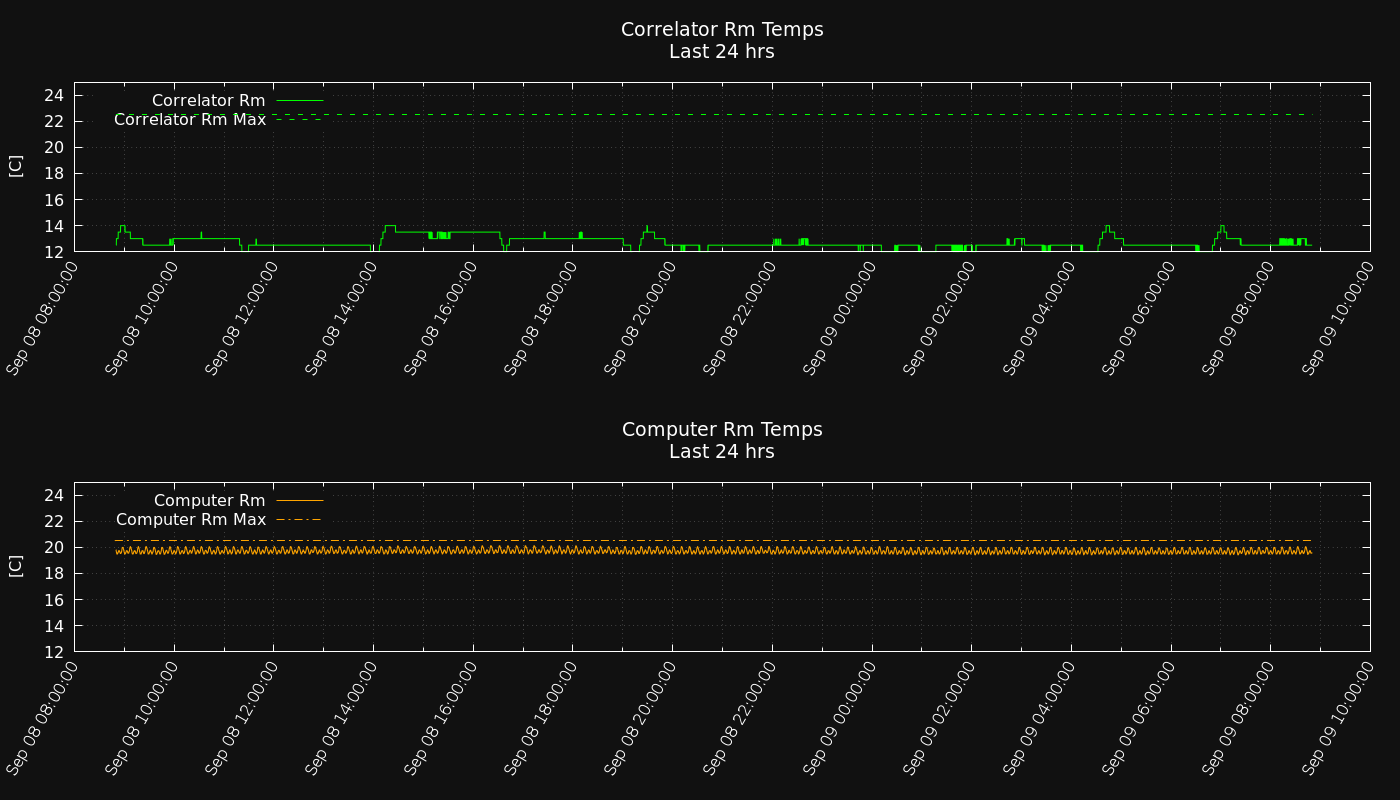 Correlator Rm Temps
Last 24 hrs
Correlator Rm
Correlator Rm Max
[C]
24
22
20
18
16
14
12
Sep 08 08:00:00
Sep 08 10:00:00
Sep 08 12:00:00
Sep 08 14:00:00
Sep 08 16:00:00
Sep 08 18:00:00
Sep 08 20:00:00
Sep 08 22:00:00
Sep 09 00:00:00
Sep 09 02:00:00
Sep 09 04:00:00
Sep 09 06:00:00
Sep 09 08:00:00
Sep 09 10:00:00
Computer Rm Temps
Last 24 hrs
Computer Rm
Computer Rm Max
[C]
24
22
20
18
16
14
12
Sep 08 08:00:00
Sep 08 10:00:00
Sep 08 12:00:00
Sep 08 14:00:00
Sep 08 16:00:00
Sep 08 18:00:00
Sep 08 20:00:00
Sep 08 22:00:00
Sep 09 00:00:00
Sep 09 02:00:00
Sep 09 04:00:00
Sep 09 06:00:00
Sep 09 08:00:00
Sep 09 10:00:00